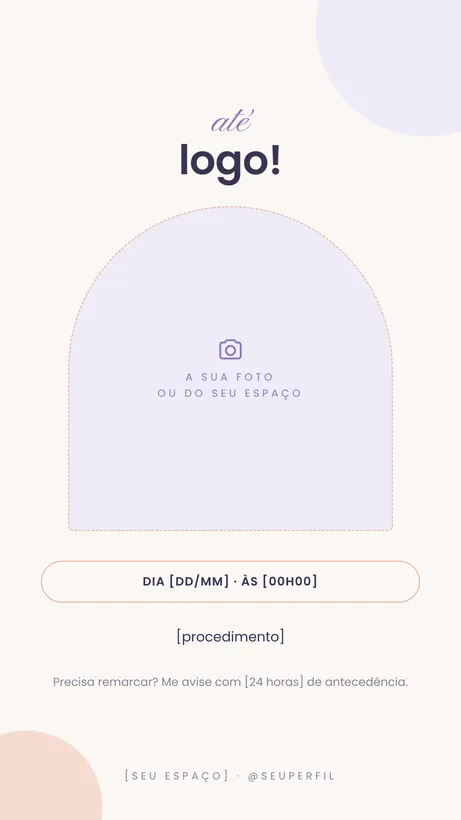 até
logo!
A SUA FOTO
OU DO SEU ESPAÇO
DIA [DD/MM] · ÀS [00H00]
[procedimento]
Precisa remarcar? Me avise com [24 horas] de antecedência.
[SEU ESPAÇO] · @SEUPERFIL